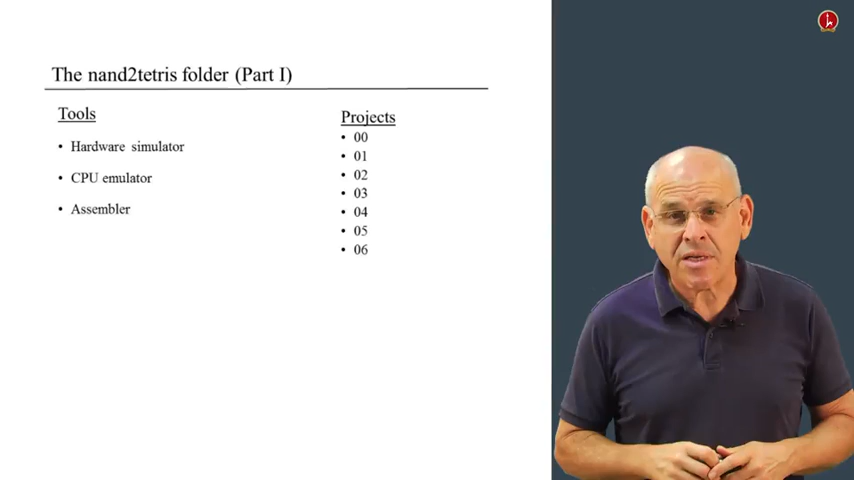 The nand2tetris folder (Part I)
Tools
• Hardware simulator
• CPU emulator
• Assembler
Projects
• 00
• 01
• 02
• 03
• 04
• 05
• 06